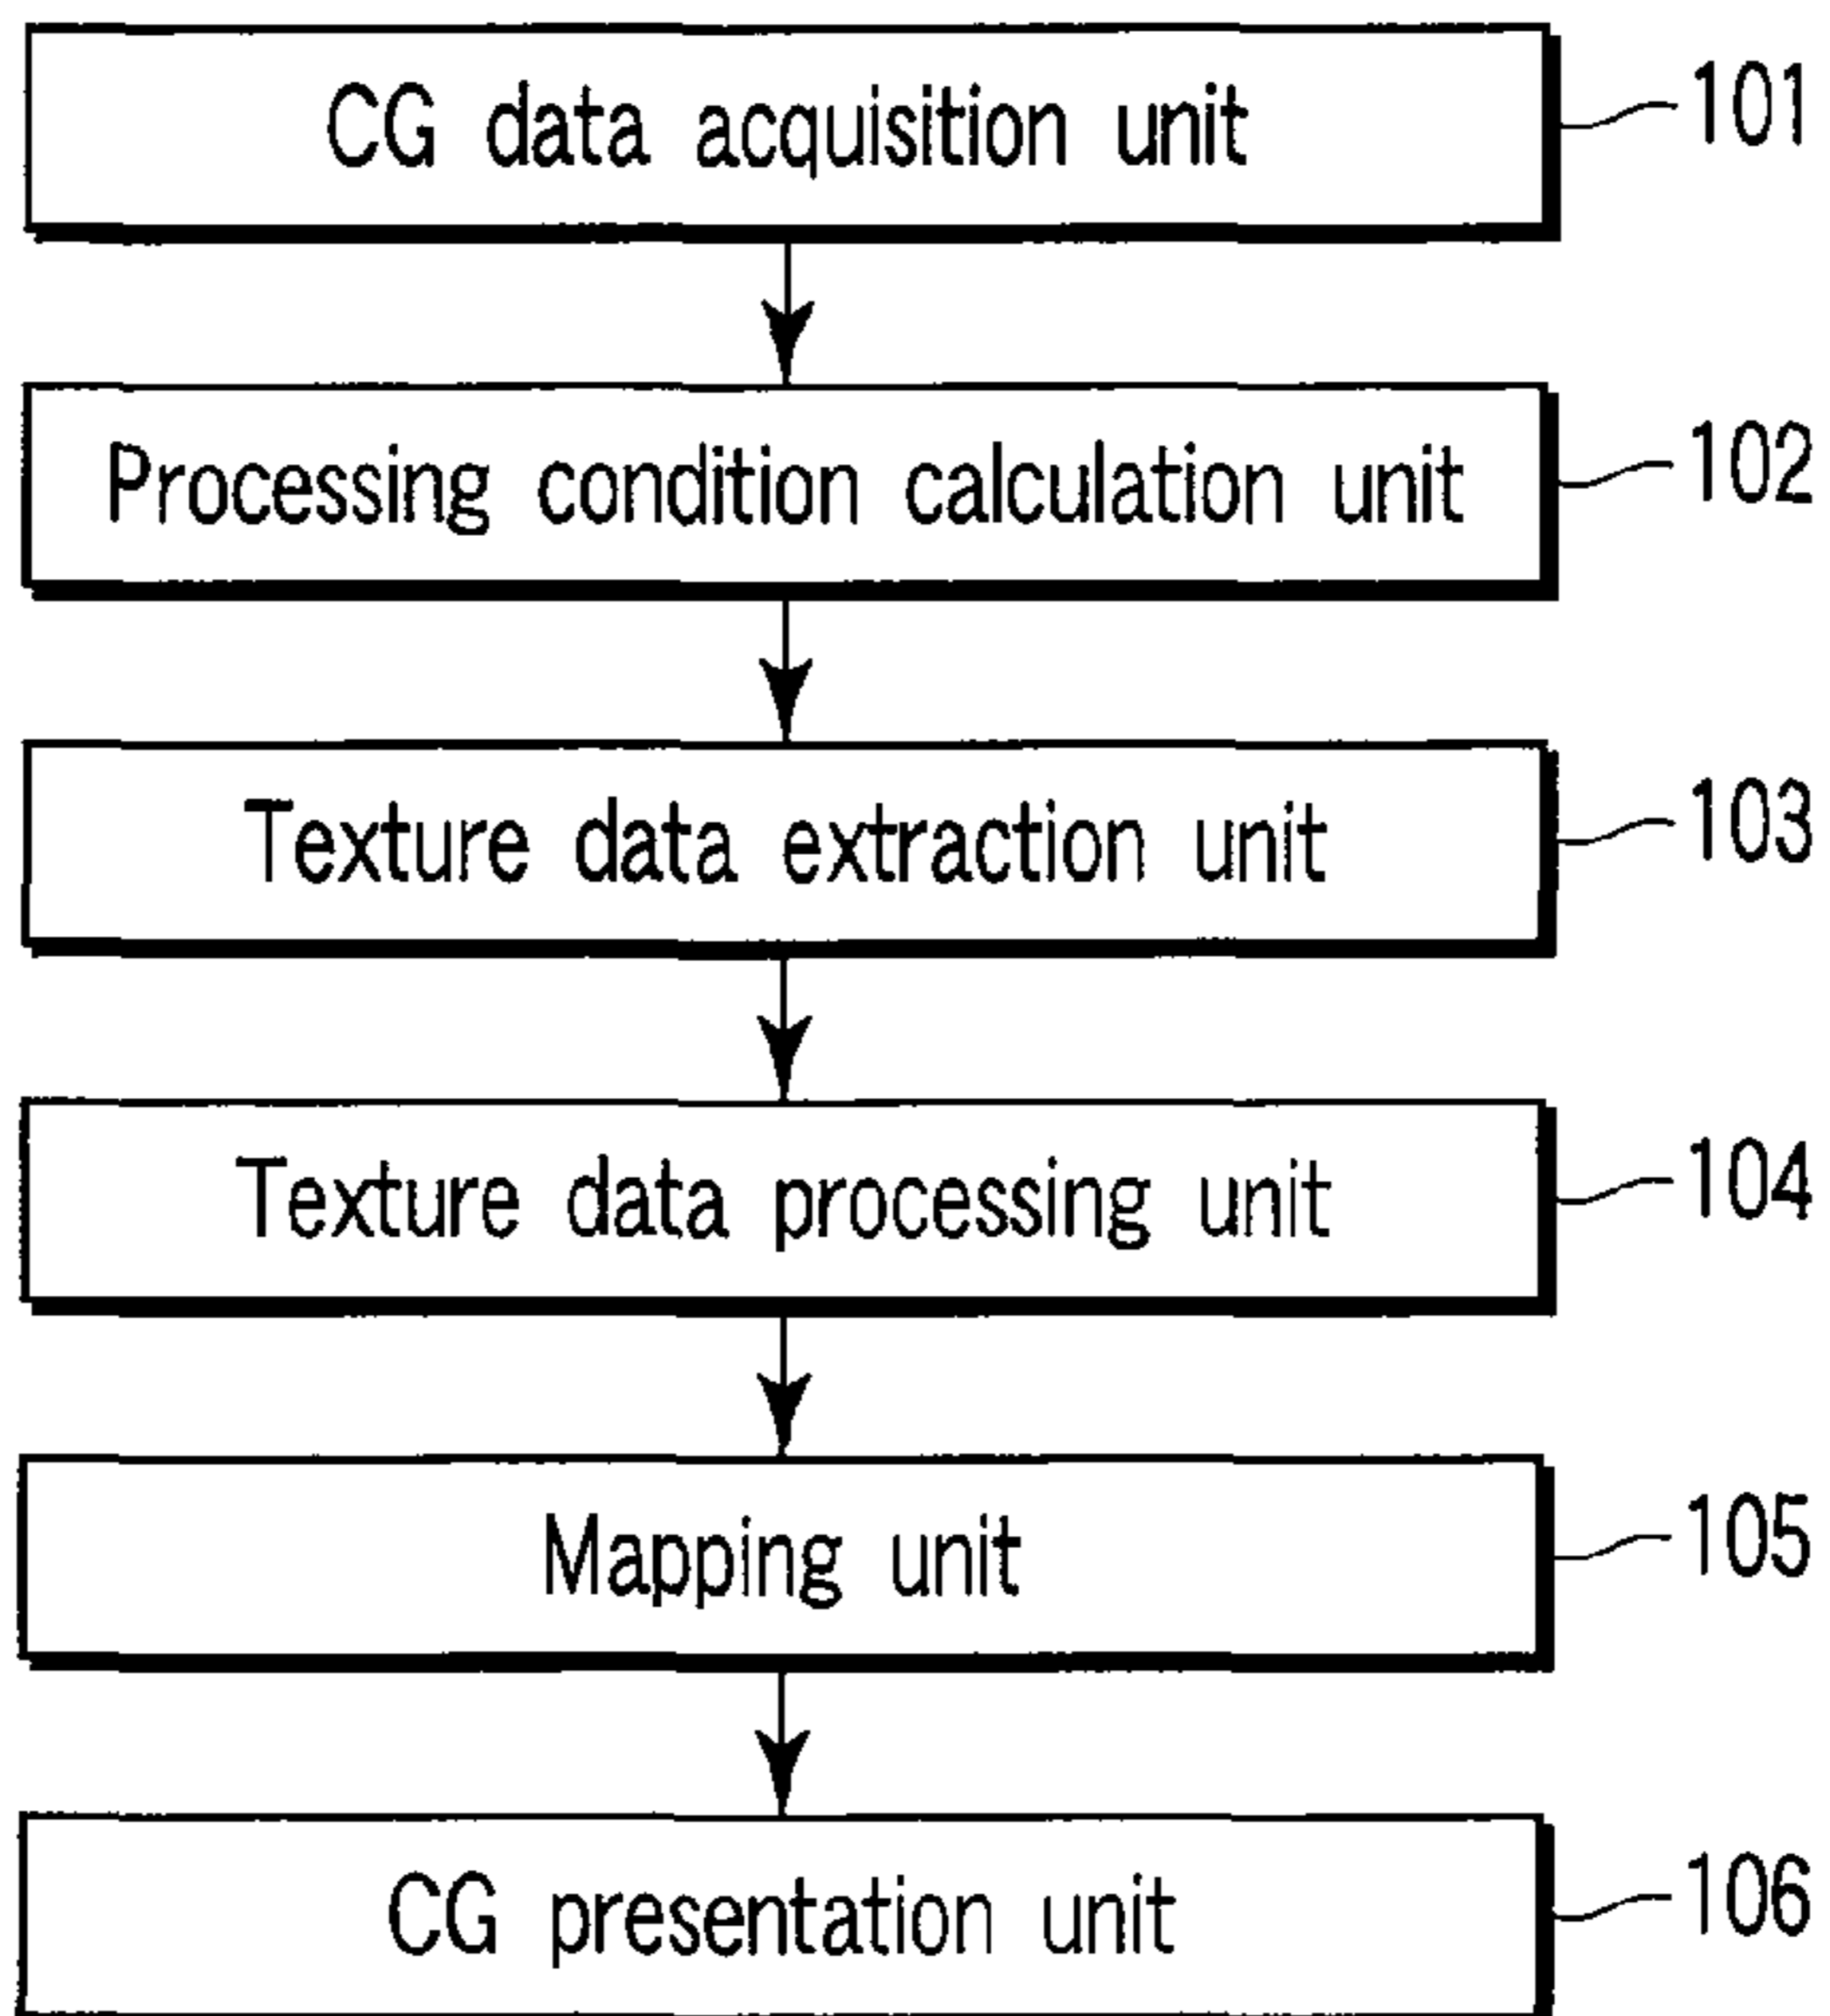 CG data acquisition unit 101
Processing condition calculation unit 102
Texture data extraction unit 103
Texture data processing unit 104
Mapping unit 105
CG presentation unit 106